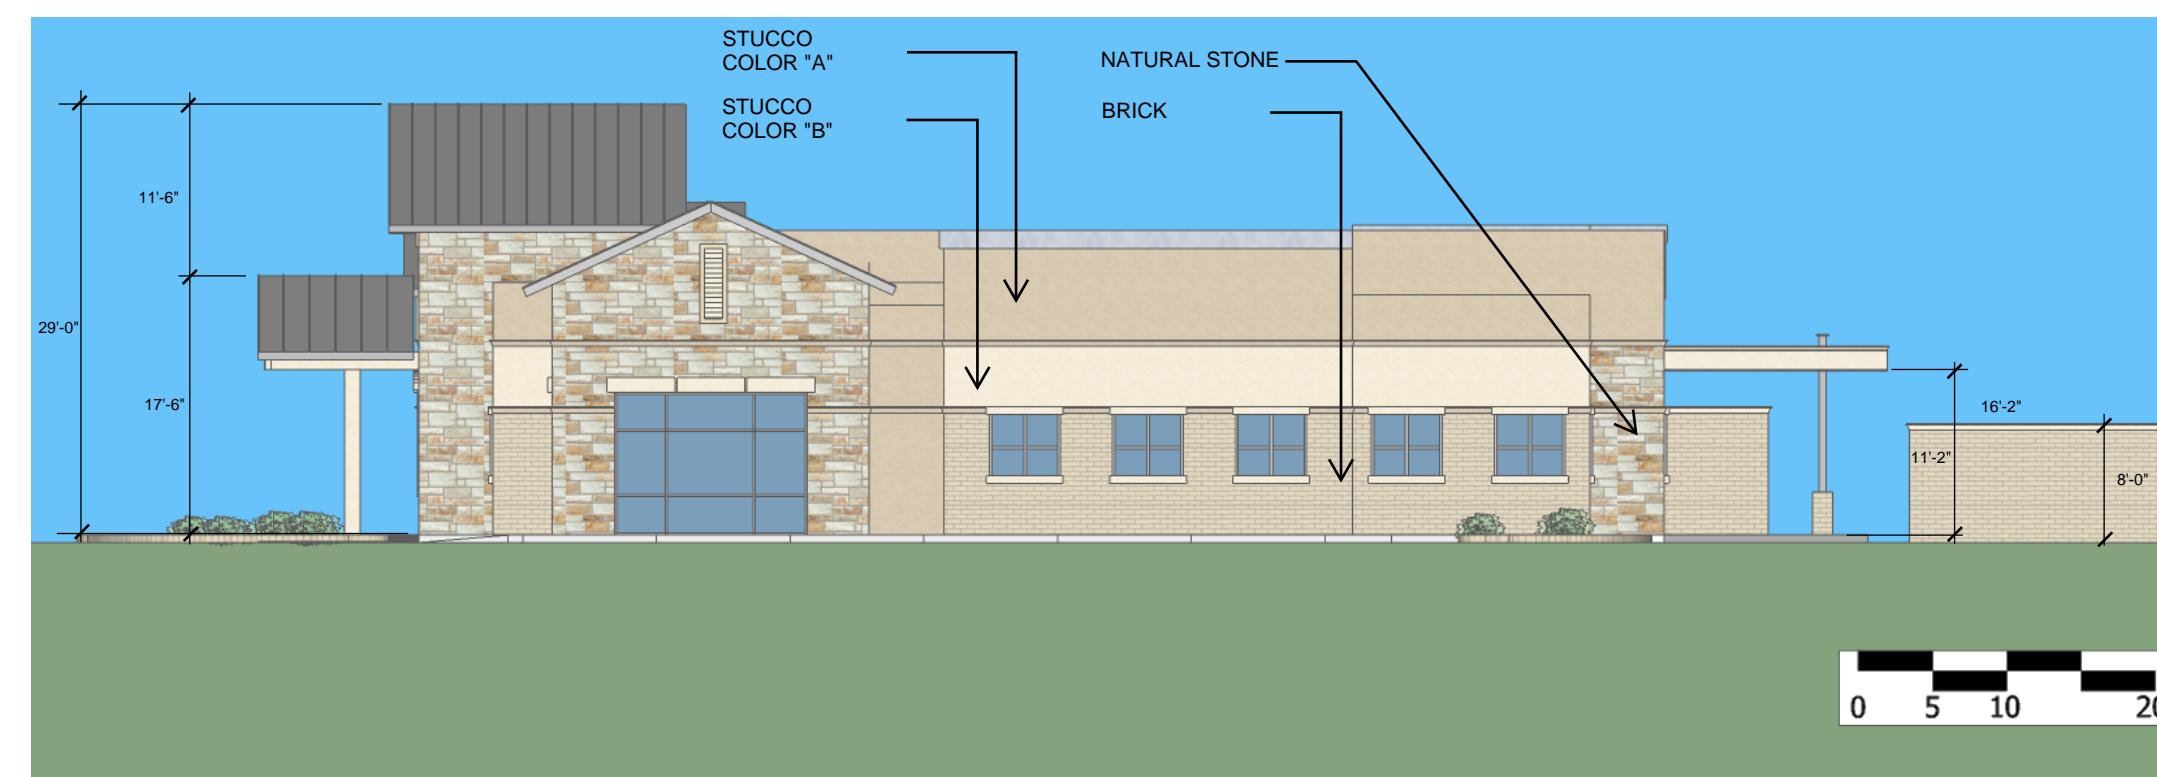 STUCCO
COLOR "A"
NATURAL STONE
STUCCO
COLOR "B"
BRICK
11'-6"
29'-0"
17'-6"
16'-2"
11'-2"
8'-0"
0 5 10 20